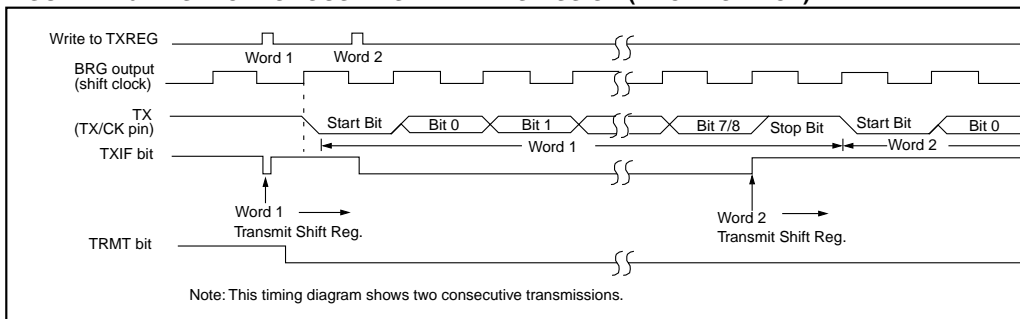 Write to TXREG
Word 1
Word 2
BRG output
(shift clock)
TX
(TX/CK pin)
Start Bit
Bit 0
Bit 1
Bit 7/8
Stop Bit
Start Bit
Bit 0
Word 1
Word 2
TXIF bit
Word 1
Transmit Shift Reg.
Word 2
Transmit Shift Reg.
TRMT bit
Note: This timing diagram shows two consecutive transmissions.